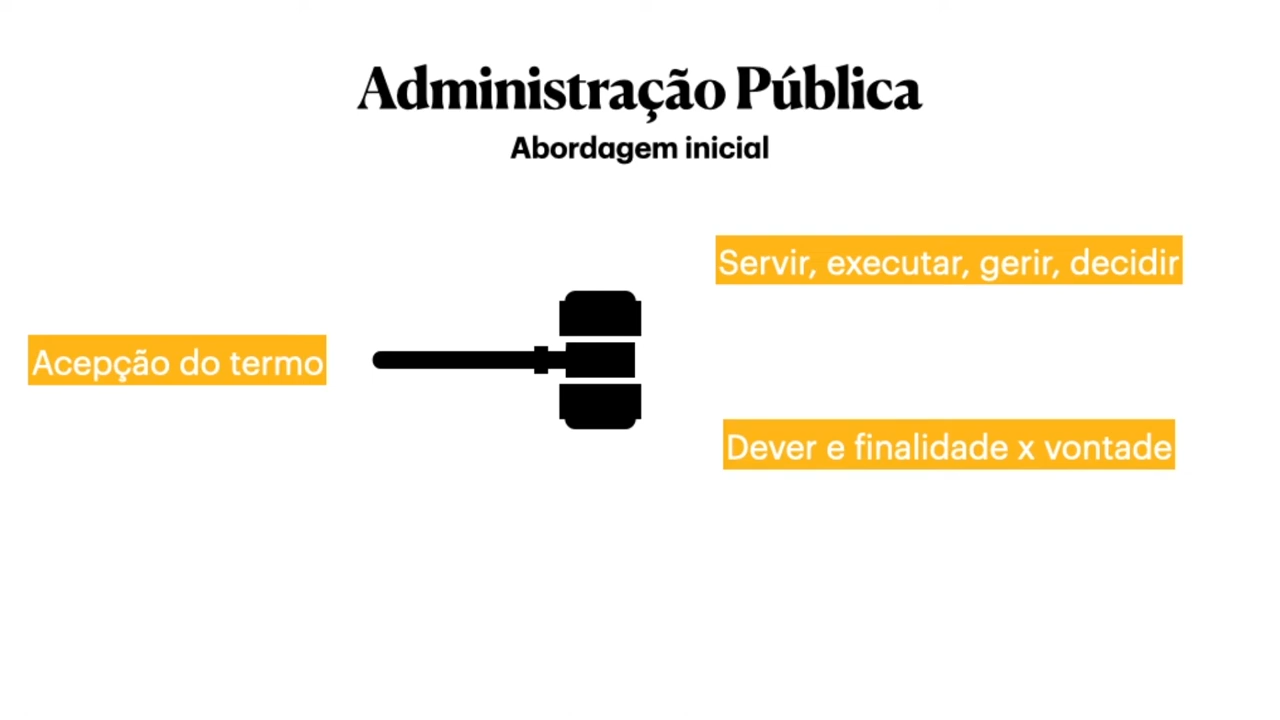 Administração Pública
Abordagem inicial
Servir, executar, gerir, decidir
Acepção do termo
Dever e finalidade x vontade